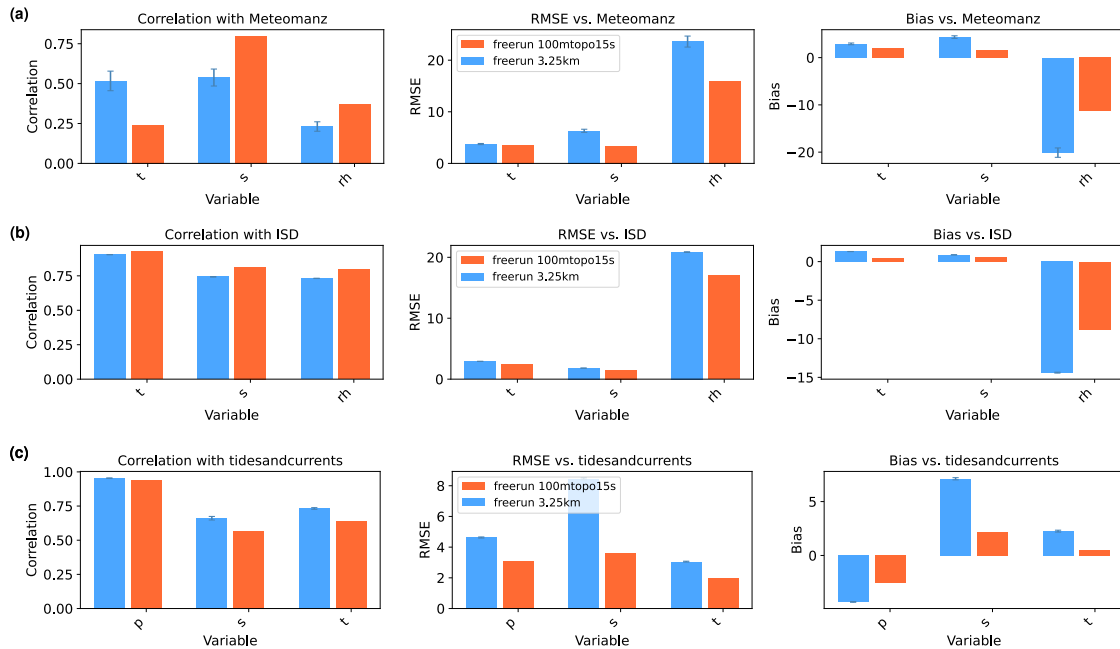 (a)
Correlation with Meteomanz
Correlation
0.75
0.50
0.25
0.00
t
s
rh
Variable
RMSE vs. Meteomanz
RMSE
20
10
0
freerun 100mtopo15s
freerun 3.25km
t
s
rh
Variable
Bias vs. Meteomanz
Bias
0
−10
−20
t
s
rh
Variable
(b)
Correlation with ISD
Correlation
0.75
0.50
0.25
0.00
t
s
rh
Variable
RMSE vs. ISD
RMSE
20
10
0
freerun 100mtopo15s
freerun 3.25km
t
s
rh
Variable
Bias vs. ISD
Bias
0
−5
−10
−15
t
s
rh
Variable
(c)
Correlation with tidesandcurrents
Correlation
1.00
0.75
0.50
0.25
0.00
p
s
t
Variable
RMSE vs. tidesandcurrents
RMSE
8
6
4
2
0
freerun 100mtopo15s
freerun 3.25km
p
s
t
Variable
Bias vs. tidesandcurrents
Bias
5
0
p
s
t
Variable